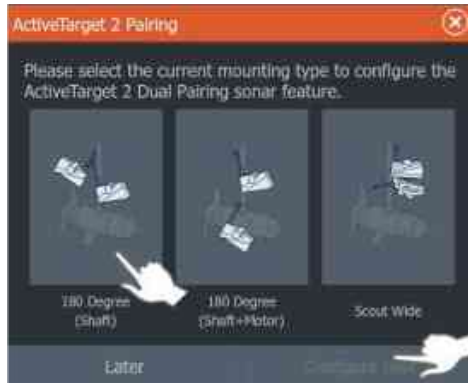 ActiveTarget 2 Pairing
Please select the current mounting type to configure the
ActiveTarget 2 Dual Pairing sonar feature.
180 Degree
(Shaft)
180 Degree
(Shaft+Motor)
Scout Wide
Later
Configure